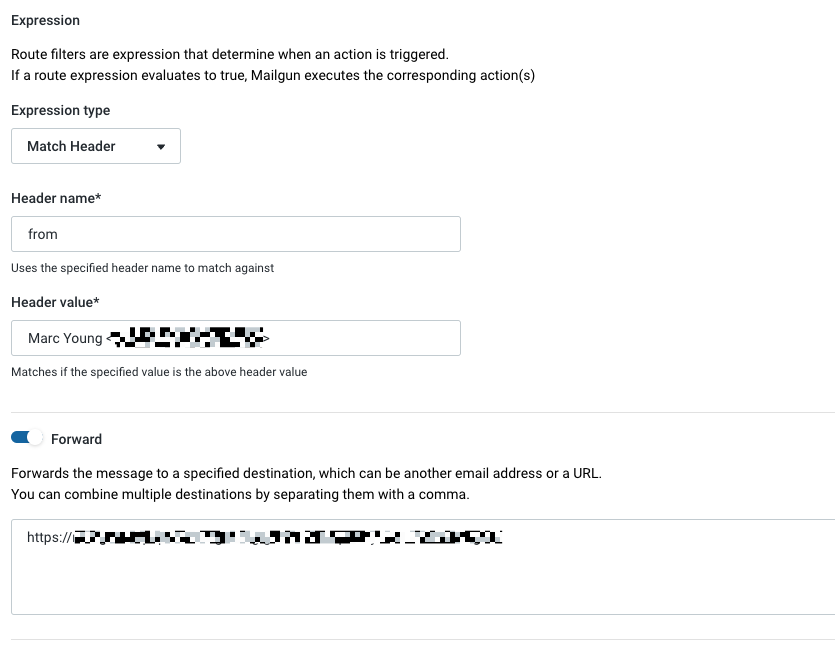 Expression
Route filters are expression that determine when an action is triggered.
If a route expression evaluates to true, Mailgun executes the corresponding action(s)
Expression type
Match Header
Header name*
from
Uses the specified header name to match against
Header value*
Marc Young < >
Matches if the specified value is the above header value
Forward
Forwards the message to a specified destination, which can be another email address or a URL.
You can combine multiple destinations by separating them with a comma.
https://